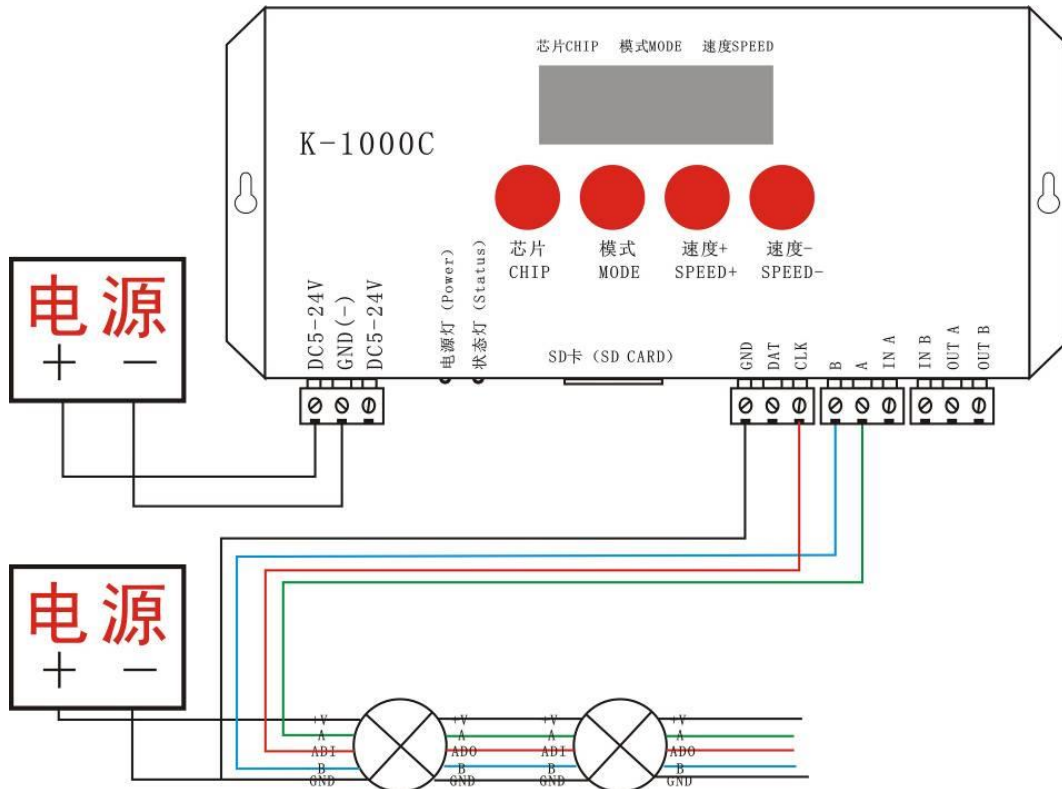 芯片CHIP 模式MODE 速度SPEED
K-1000C
芯片 模式 速度+ 速度-
CHIP MODE SPEED+ SPEED-
电源
+ −
DC5-24V
GND(-)
DC5-24V
电源灯 (Power)
状态灯 (Status)
SD卡 (SD CARD)
GND
DAT
CLK
B
A
IN A
IN B
OUT A
OUT B
电源
+ −
+V +V +V +V
A A A A
ADI ADO ADI ADO
B B B B
GND GND GND GND